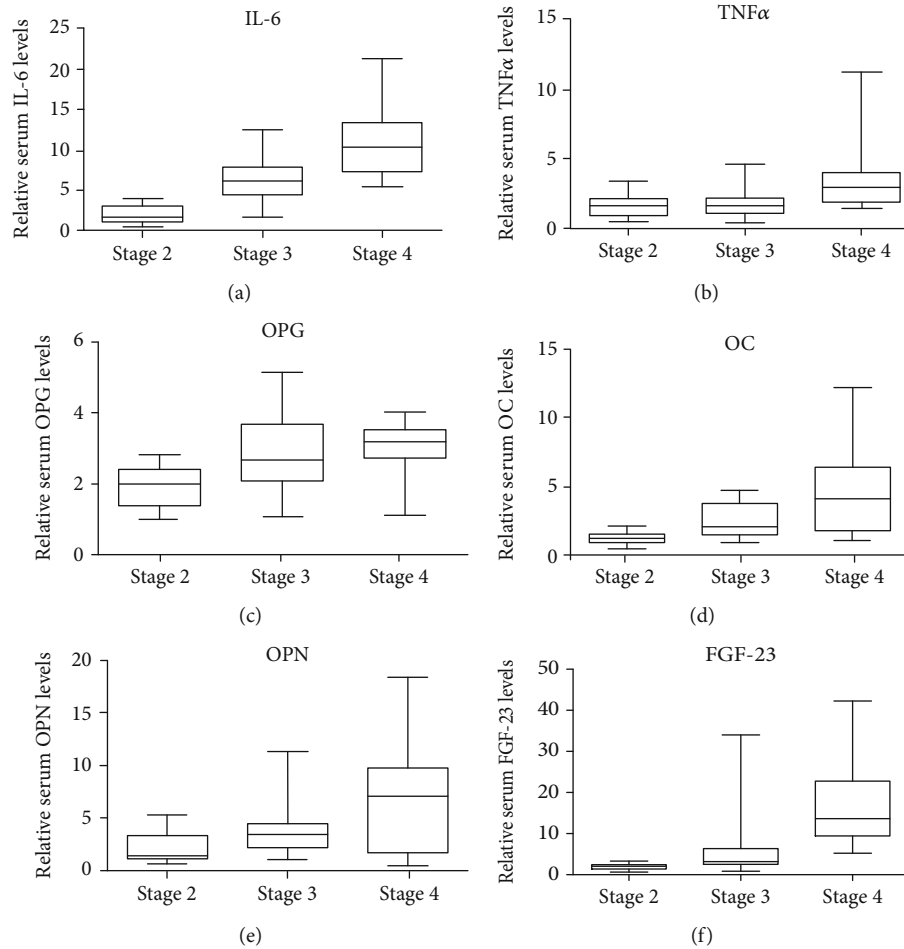 IL-6
Relative serum IL-6 levels
25
20
15
10
5
0
Stage 2 Stage 3 Stage 4
(a)
TNFα
Relative serum TNFα levels
15
10
5
0
Stage 2 Stage 3 Stage 4
(b)
OPG
Relative serum OPG levels
6
4
2
0
Stage 2 Stage 3 Stage 4
(c)
OC
Relative serum OC levels
15
10
5
0
Stage 2 Stage 3 Stage 4
(d)
OPN
Relative serum OPN levels
20
15
10
5
0
Stage 2 Stage 3 Stage 4
(e)
FGF-23
Relative serum FGF-23 levels
50
40
30
20
10
0
Stage 2 Stage 3 Stage 4
(f)